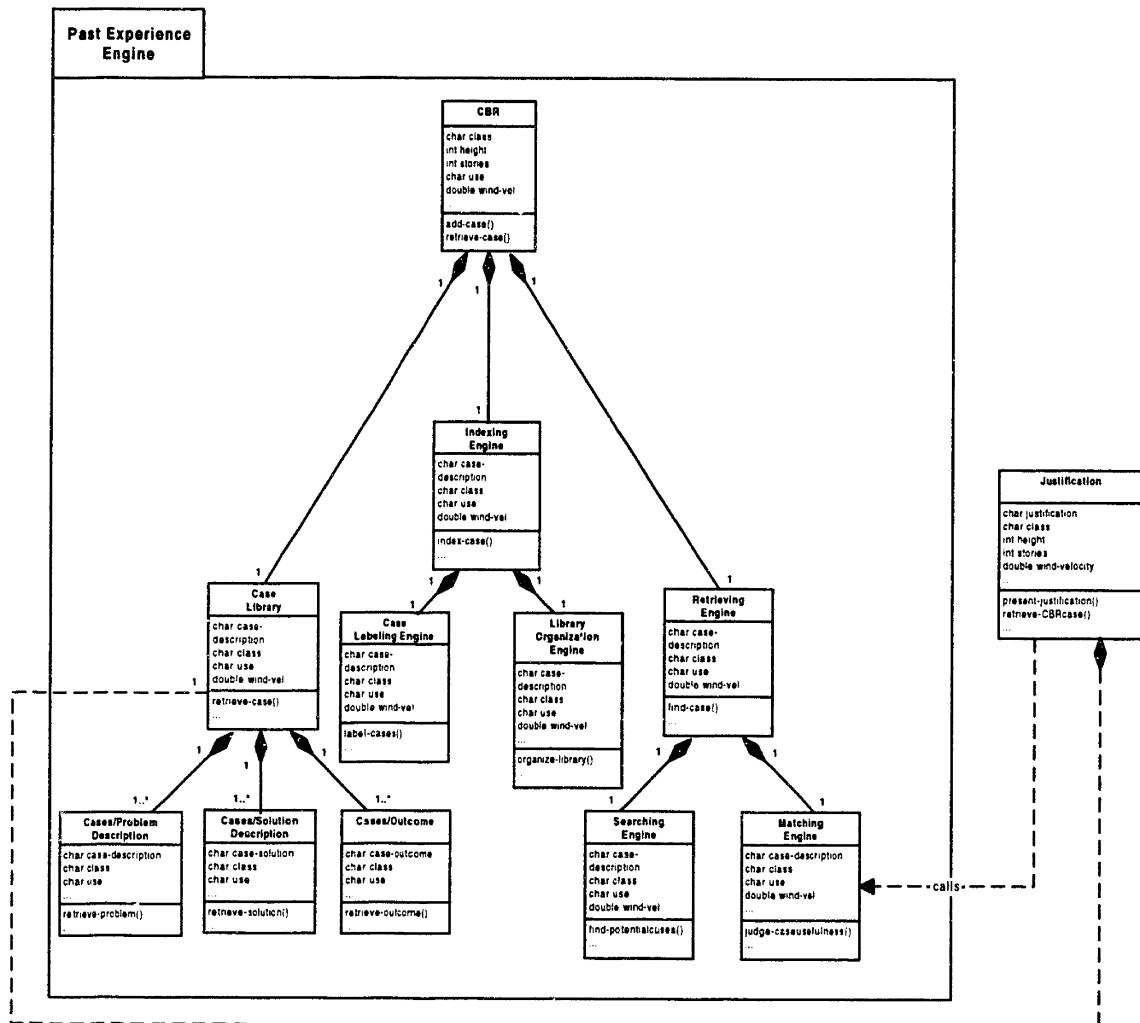 Past Experience
Engine
CBR
char class
int height
int stories
char use
double wind-vel
...
add-case()
retrieve-case()
1
1
1
1
1
1
Indexing
Engine
char case-
description
char class
char use
double wind-vel
index-case()
...
1
1
1
1
Case
Library
char case-
description
char class
char use
double wind-vel
retrieve-case()
...
1
Case
Labeling Engine
char case-
description
char class
char use
double wind-vel
...
label-cases()
...
Library
Organization
Engine
char case-
description
char class
char use
double wind-vel
...
organize-library()
...
Retrieving
Engine
char case-
description
char class
char use
double wind-vel
find-case()
...
Justification
char justification
char class
int height
int stories
double wind-velocity
...
present-justification()
retrieve-CBRcase()
...
1
1
1
1..*
1..*
1..*
1
1
1
1
Cases/Problem
Description
char case-description
char class
char use
...
retrieve-problem()
...
Cases/Solution
Description
char case-solution
char class
char use
...
retrieve-solution()
...
Cases/Outcome
char case-outcome
char class
char use
...
retrieve-outcome()
...
Searching
Engine
char case-
description
char class
char use
double wind-vel
find-potentialcases()
...
Matching
Engine
char case-description
char class
char use
double wind-vel
...
judge-caseusefulness()
...
calls